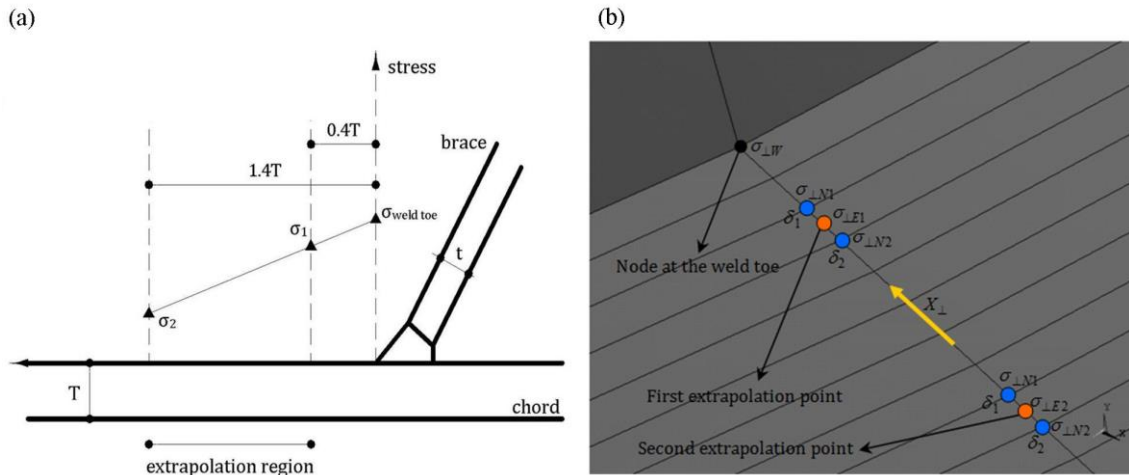 (a)
stress
0.4T
brace
1.4T
σweld toe
σ1
t
σ2
T
chord
extrapolation region
(b)
σ⊥W
σ⊥N1
δ1
σ⊥E1
σ⊥N2
δ2
Node at the weld toe
X⊥
First extrapolation point
σ⊥N1
δ1
σ⊥E2
σ⊥N2
δ2
Second extrapolation point
Y
X